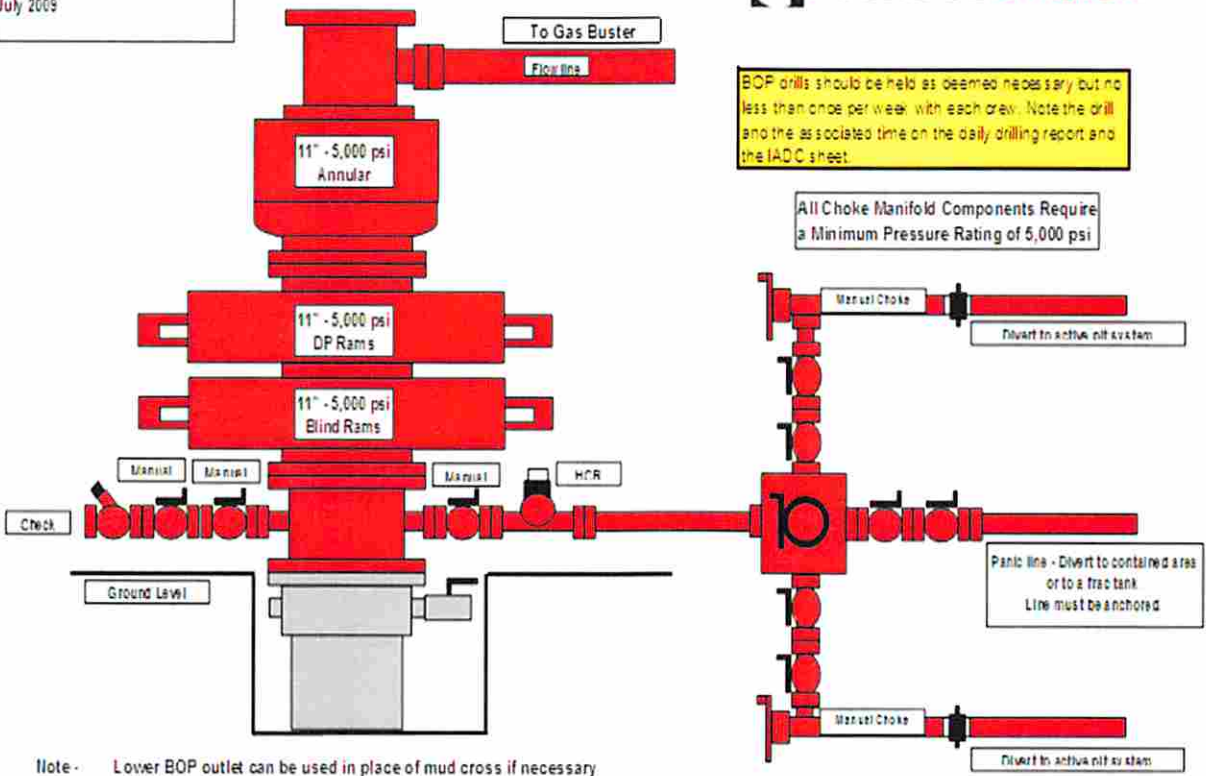 July 2009
To Gas Buster
Flow line
BOP drills should be held as deemed necessary but no
less than once per week with each crew. Note the drill
and the associated time on the daily drilling report and
the IADC sheet.
11" - 5,000 psi
Annular
All Choke Manifold Components Require
a Minimum Pressure Rating of 5,000 psi
Manual Choke
Divert to active pit system
11" - 5,000 psi
DP Rams
11" - 5,000 psi
Blind Rams
Manual
Manual
Manual
HCR
Check
Panic line - Divert to contained area
or to a frac tank
Line must be anchored
Ground Level
Manual Choke
Divert to active pit system
Note - Lower BOP outlet can be used in place of mud cross if necessary